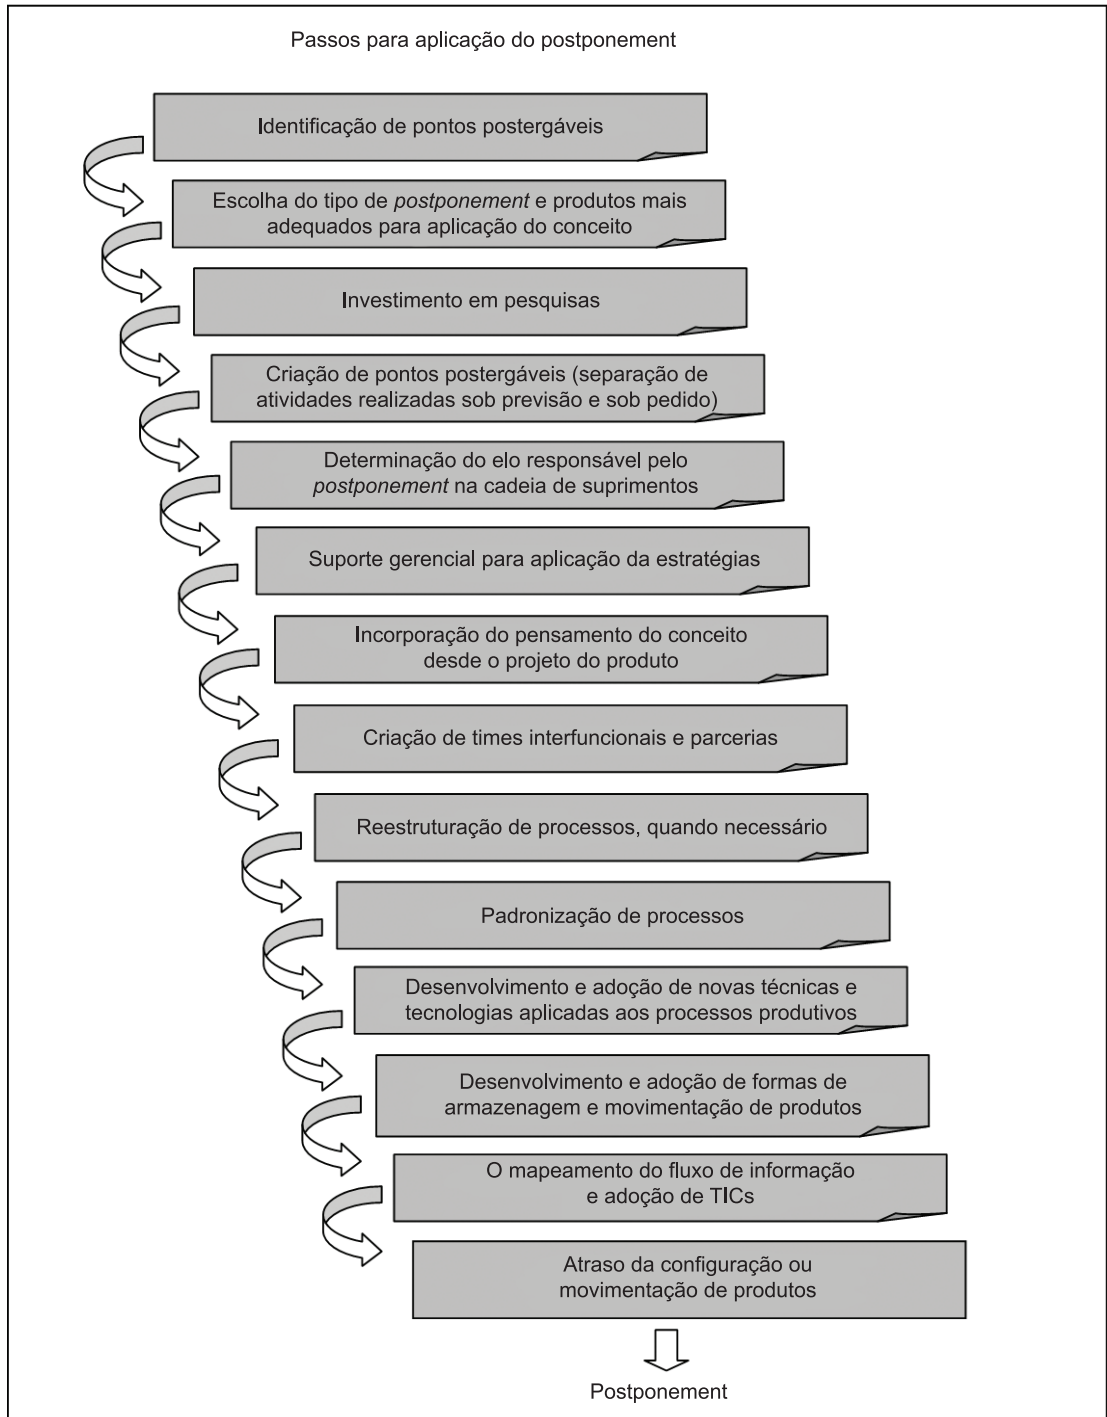 Passos para aplicação do postponement
Identificação de pontos postergáveis
Escolha do tipo de postponement e produtos mais
adequados para aplicação do conceito
Investimento em pesquisas
Criação de pontos postergáveis (separação de
atividades realizadas sob previsão e sob pedido)
Determinação do elo responsável pelo
postponement na cadeia de suprimentos
Suporte gerencial para aplicação da estratégias
Incorporação do pensamento do conceito
desde o projeto do produto
Criação de times interfuncionais e parcerias
Reestruturação de processos, quando necessário
Padronização de processos
Desenvolvimento e adoção de novas técnicas e
tecnologias aplicadas aos processos produtivos
Desenvolvimento e adoção de formas de
armazenagem e movimentação de produtos
O mapeamento do fluxo de informação
e adoção de TICs
Atraso da configuração ou
movimentação de produtos
Postponement